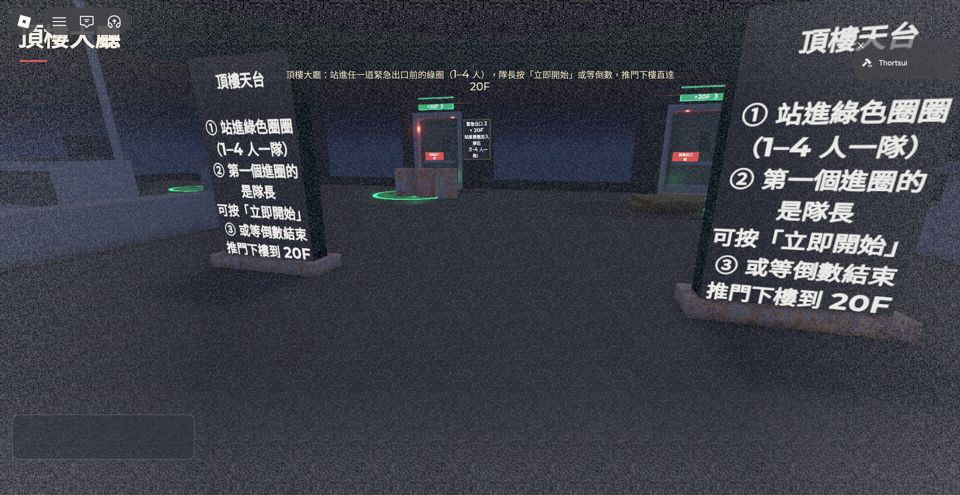 頂樓大廳
頂樓天台
Thortsui
頂樓大廳：站進任一道緊急出口前的綠圈（1–4 人），隊長按「立即開始」或等倒數，推門下樓直達
20F
頂樓天台
① 站進綠色圈圈
（1–4 人一隊）
② 第一個進圈的
是隊長
可按「立即開始」
③ 或等倒數結束
推門下樓到 20F
緊急出口 2
× 20F
① 站進綠色圈圈
（1–4 人一隊）
② 第一個進圈的
是隊長
可按「立即開始」
③ 或等倒數結束
推門下樓到 20F